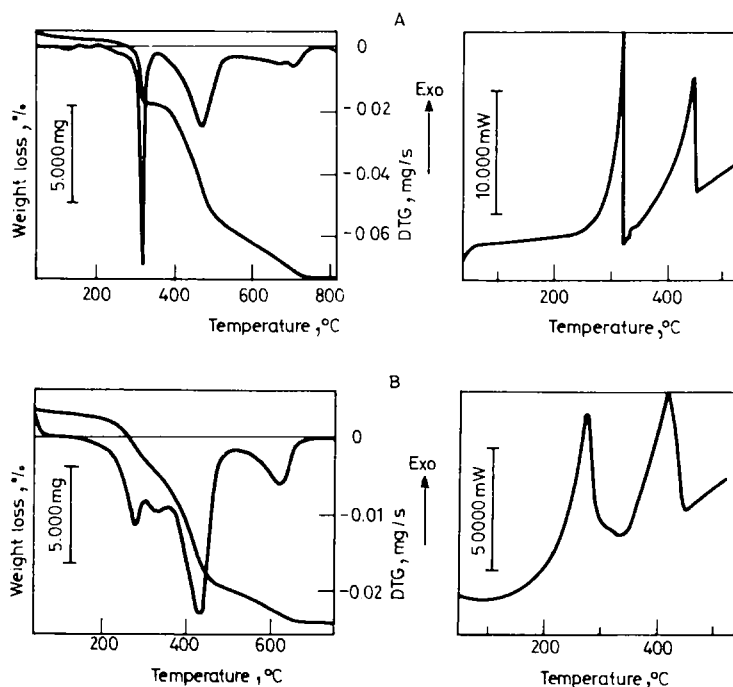 A
Weight loss , %
5.000 mg
0
-0.02
-0.04
-0.06
DTG, mg/s
200
400
600
800
Temperature , °C
Exo
10.000 mW
200
400
Temperature , °C
B
Weight loss , %
5.000 mg
0
-0.01
-0.02
DTG, mg/s
200
400
600
Temperature , °C
Exo
5 0000 mW
200
400
Temperature , °C